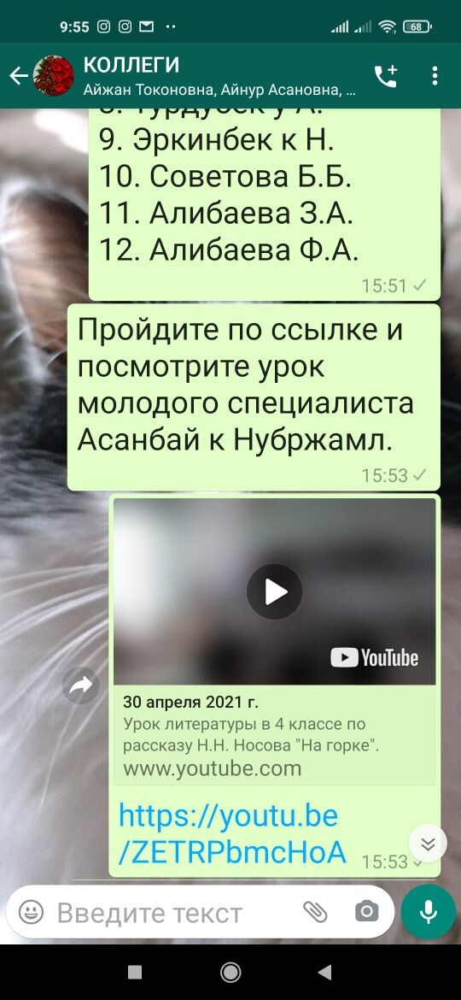 9:55
68
КОЛЛЕГИ
Айжан Токоновна, Айнур Асановна, ...
8. Турдубек у А.
9. Эркинбек к Н.
10. Советова Б.Б.
11. Алибаева З.А.
12. Алибаева Ф.А.
15:51
Пройдите по ссылке и
посмотрите урок
молодого специалиста
Асанбай к Нубржамл.
15:53
YouTube
30 апреля 2021 г.
Урок литературы в 4 классе по
рассказу Н.Н. Носова "На горке".
www.youtube.com
https://youtu.be
/ZETRPbmcHoA
15:53
Введите текст